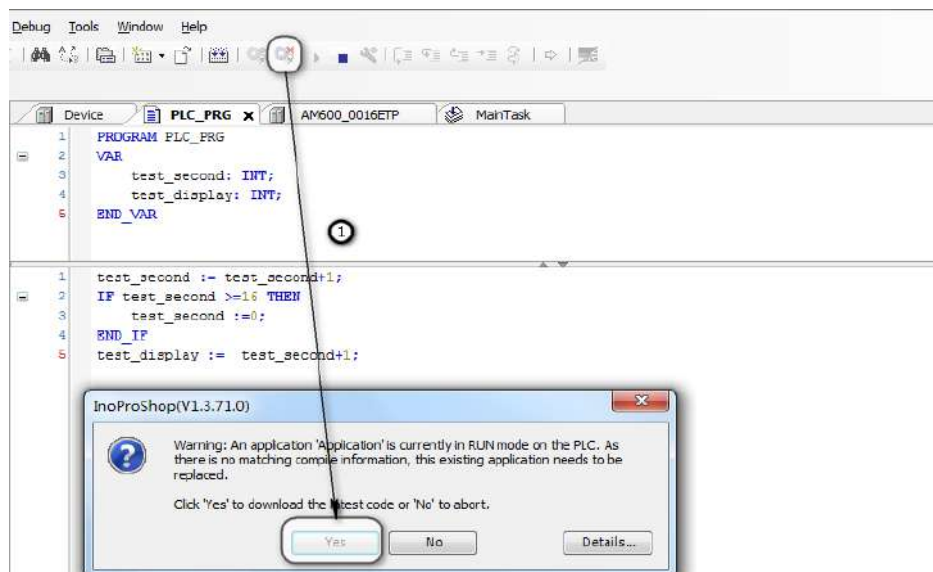 Debug Tools Window Help
Device PLC_PRG AM600_0016ETP MainTask
1 PROGRAM PLC_PRG
2 VAR
3 test_second: INT;
4 test_display: INT;
5 END_VAR
1
1 test_second := test_second+1;
2 IF test_second >=16 THEN
3 test_second :=0;
4 END_IF
5 test_display := test_second+1;
InoProShop(V1.3.71.0)
Warning: An application 'Application' is currently in RUN mode on the PLC. As
there is no matching compile information, this existing application needs to be
replaced.
Click 'Yes' to download the latest code or 'No' to abort.
Yes No Details...